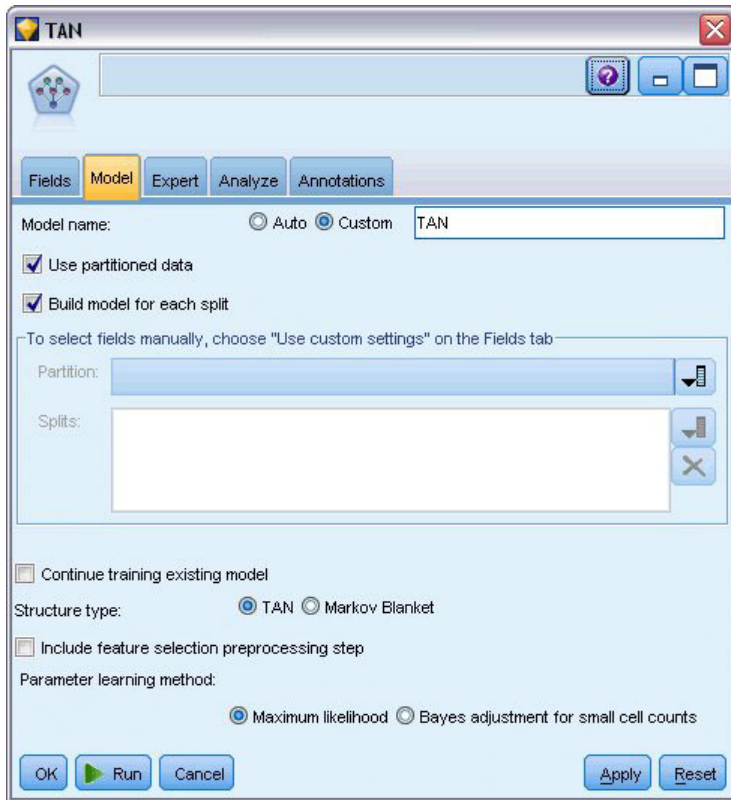 TAN
Fields Model Expert Analyze Annotations
Model name: Auto Custom TAN
Use partitioned data
Build model for each split
To select fields manually, choose "Use custom settings" on the Fields tab
Partition:
Splits:
Continue training existing model
Structure type: TAN Markov Blanket
Include feature selection preprocessing step
Parameter learning method:
Maximum likelihood Bayes adjustment for small cell counts
OK Run Cancel Apply Reset